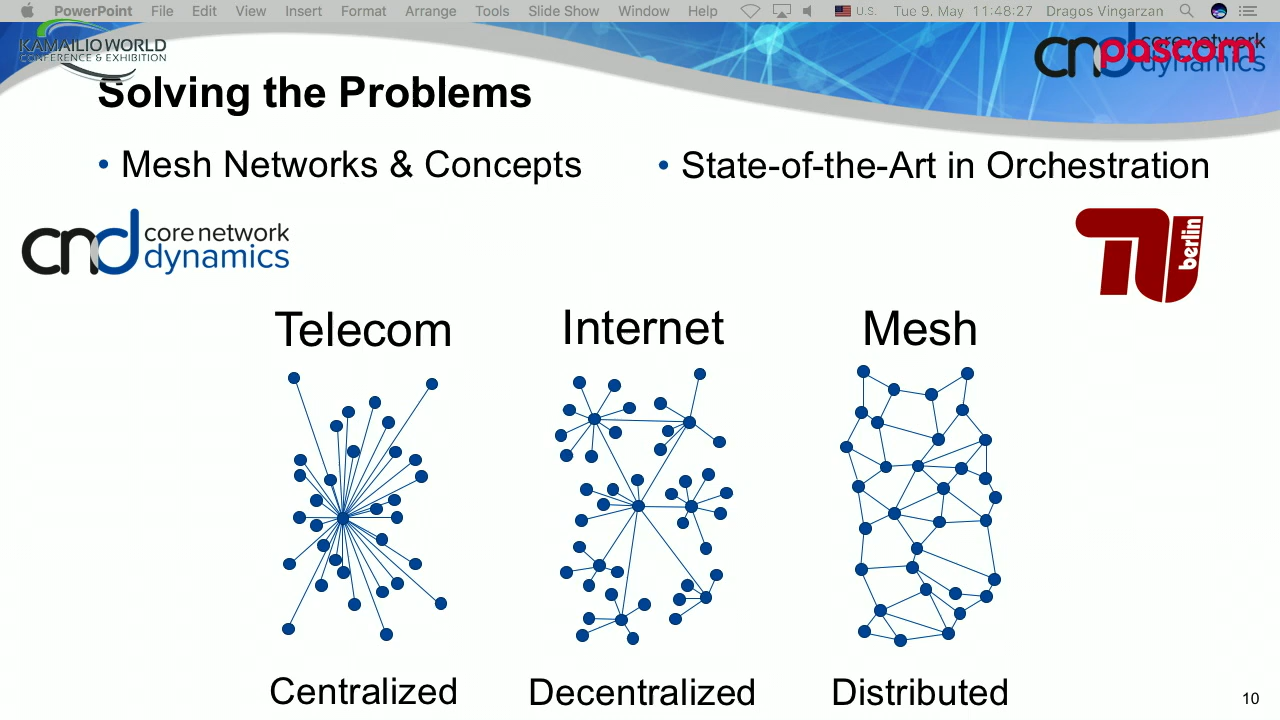 PowerPoint File Edit View Insert Format Arrange Tools Slide Show Window Help U.S. Tue 9. May 11:48:27 Dragos Vingarzan
KAMAILIO WORLD
CONFERENCE & EXHIBITION
cnd core network
dynamics
pascom
Solving the Problems
• Mesh Networks & Concepts
• State-of-the-Art in Orchestration
cnd core network
dynamics
TU berlin
Telecom Internet Mesh
Centralized Decentralized Distributed
10